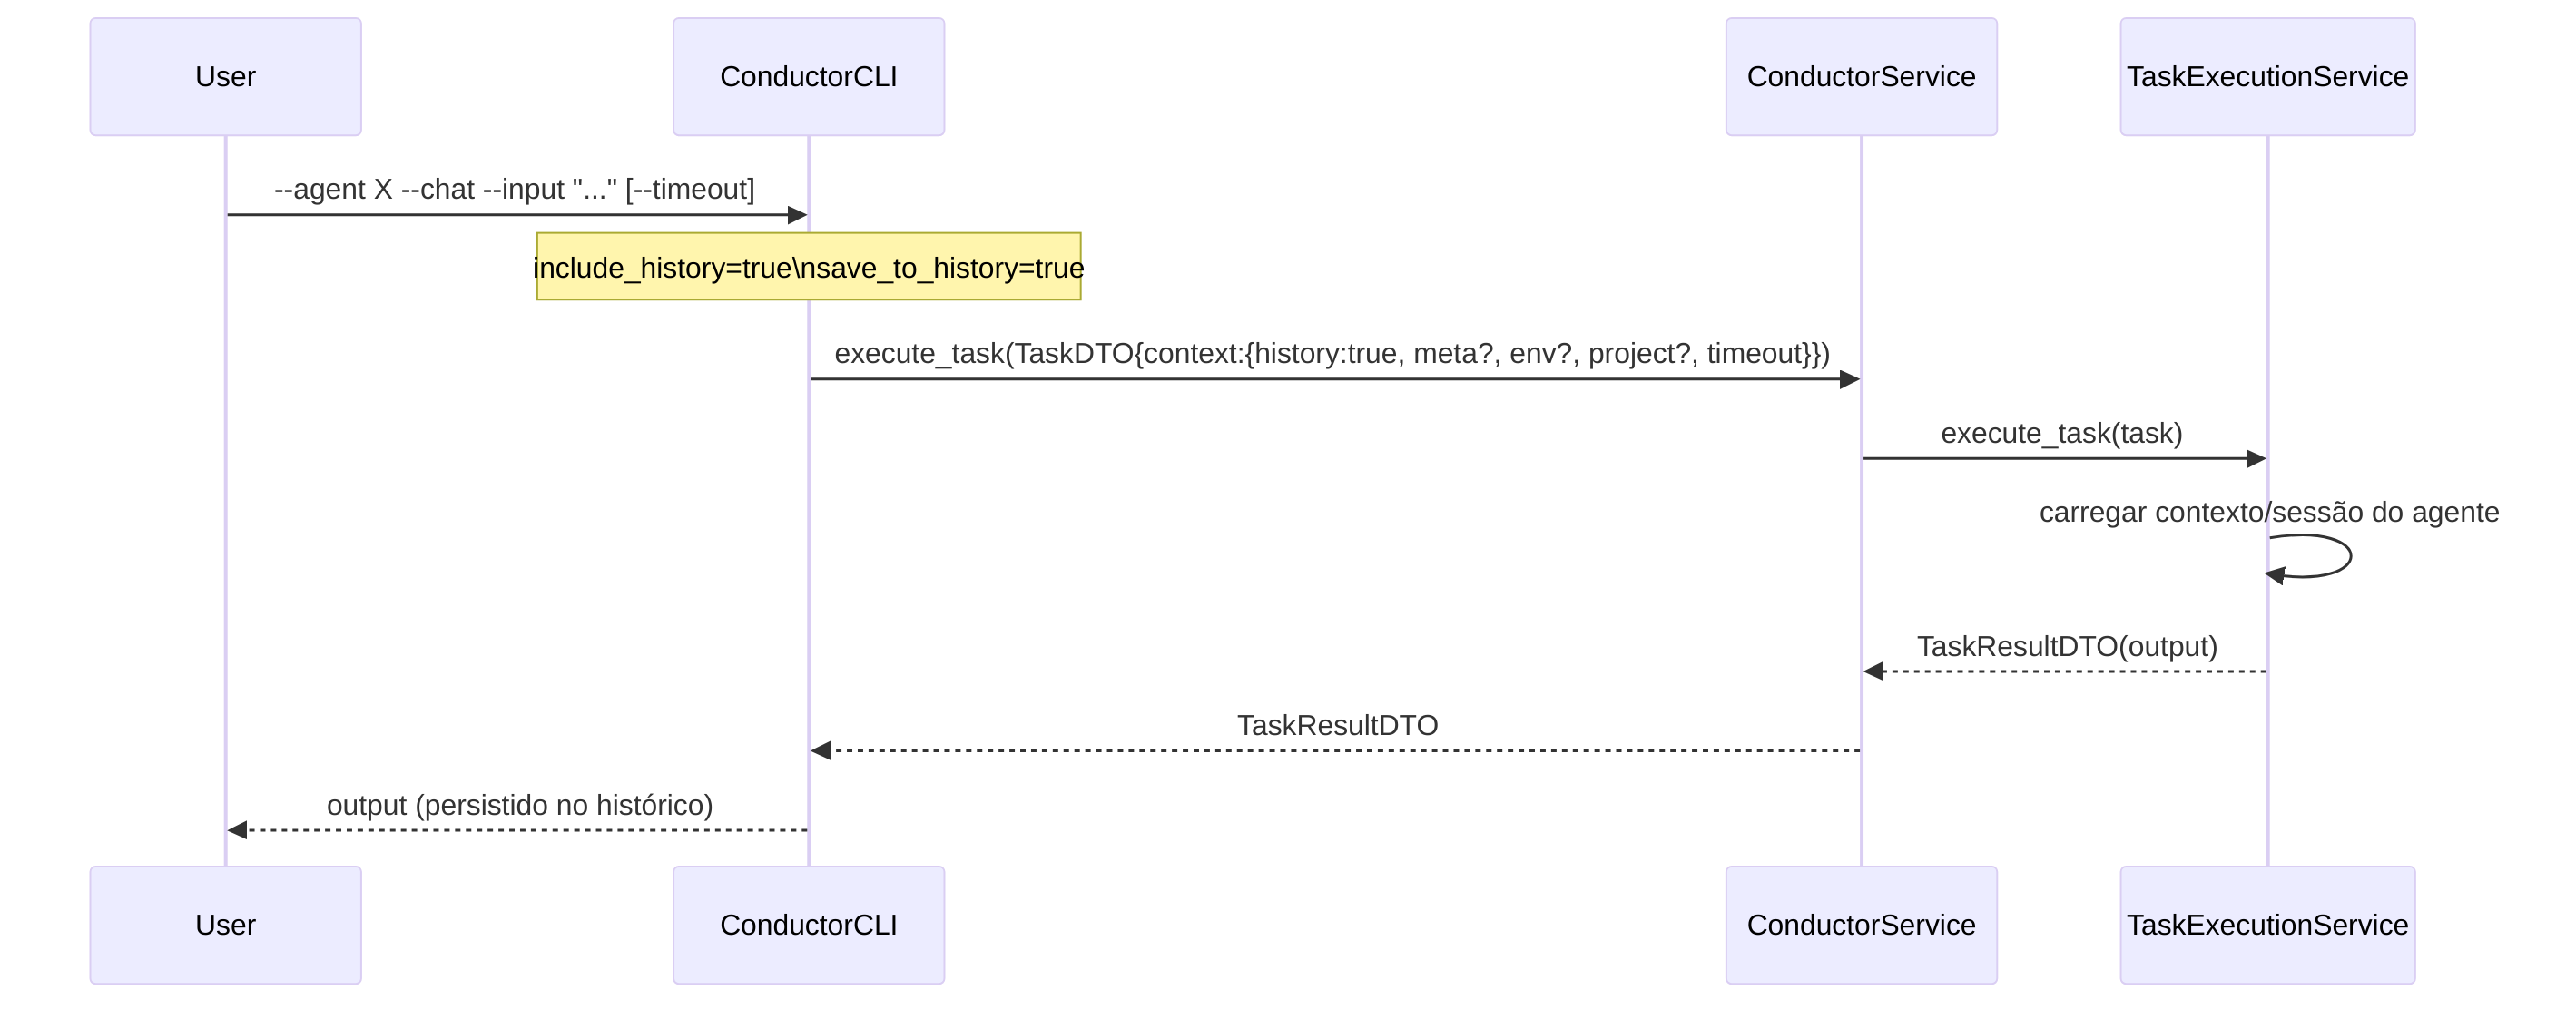 User
ConductorCLI
ConductorService
TaskExecutionService
--agent X --chat --input "..." [--timeout]
include_history=true\nsave_to_history=true
execute_task(TaskDTO{context:{history:true, meta?, env?, project?, timeout}})
execute_task(task)
carregar contexto/sessão do agente
TaskResultDTO(output)
TaskResultDTO
output (persistido no histórico)
User
ConductorCLI
ConductorService
TaskExecutionService